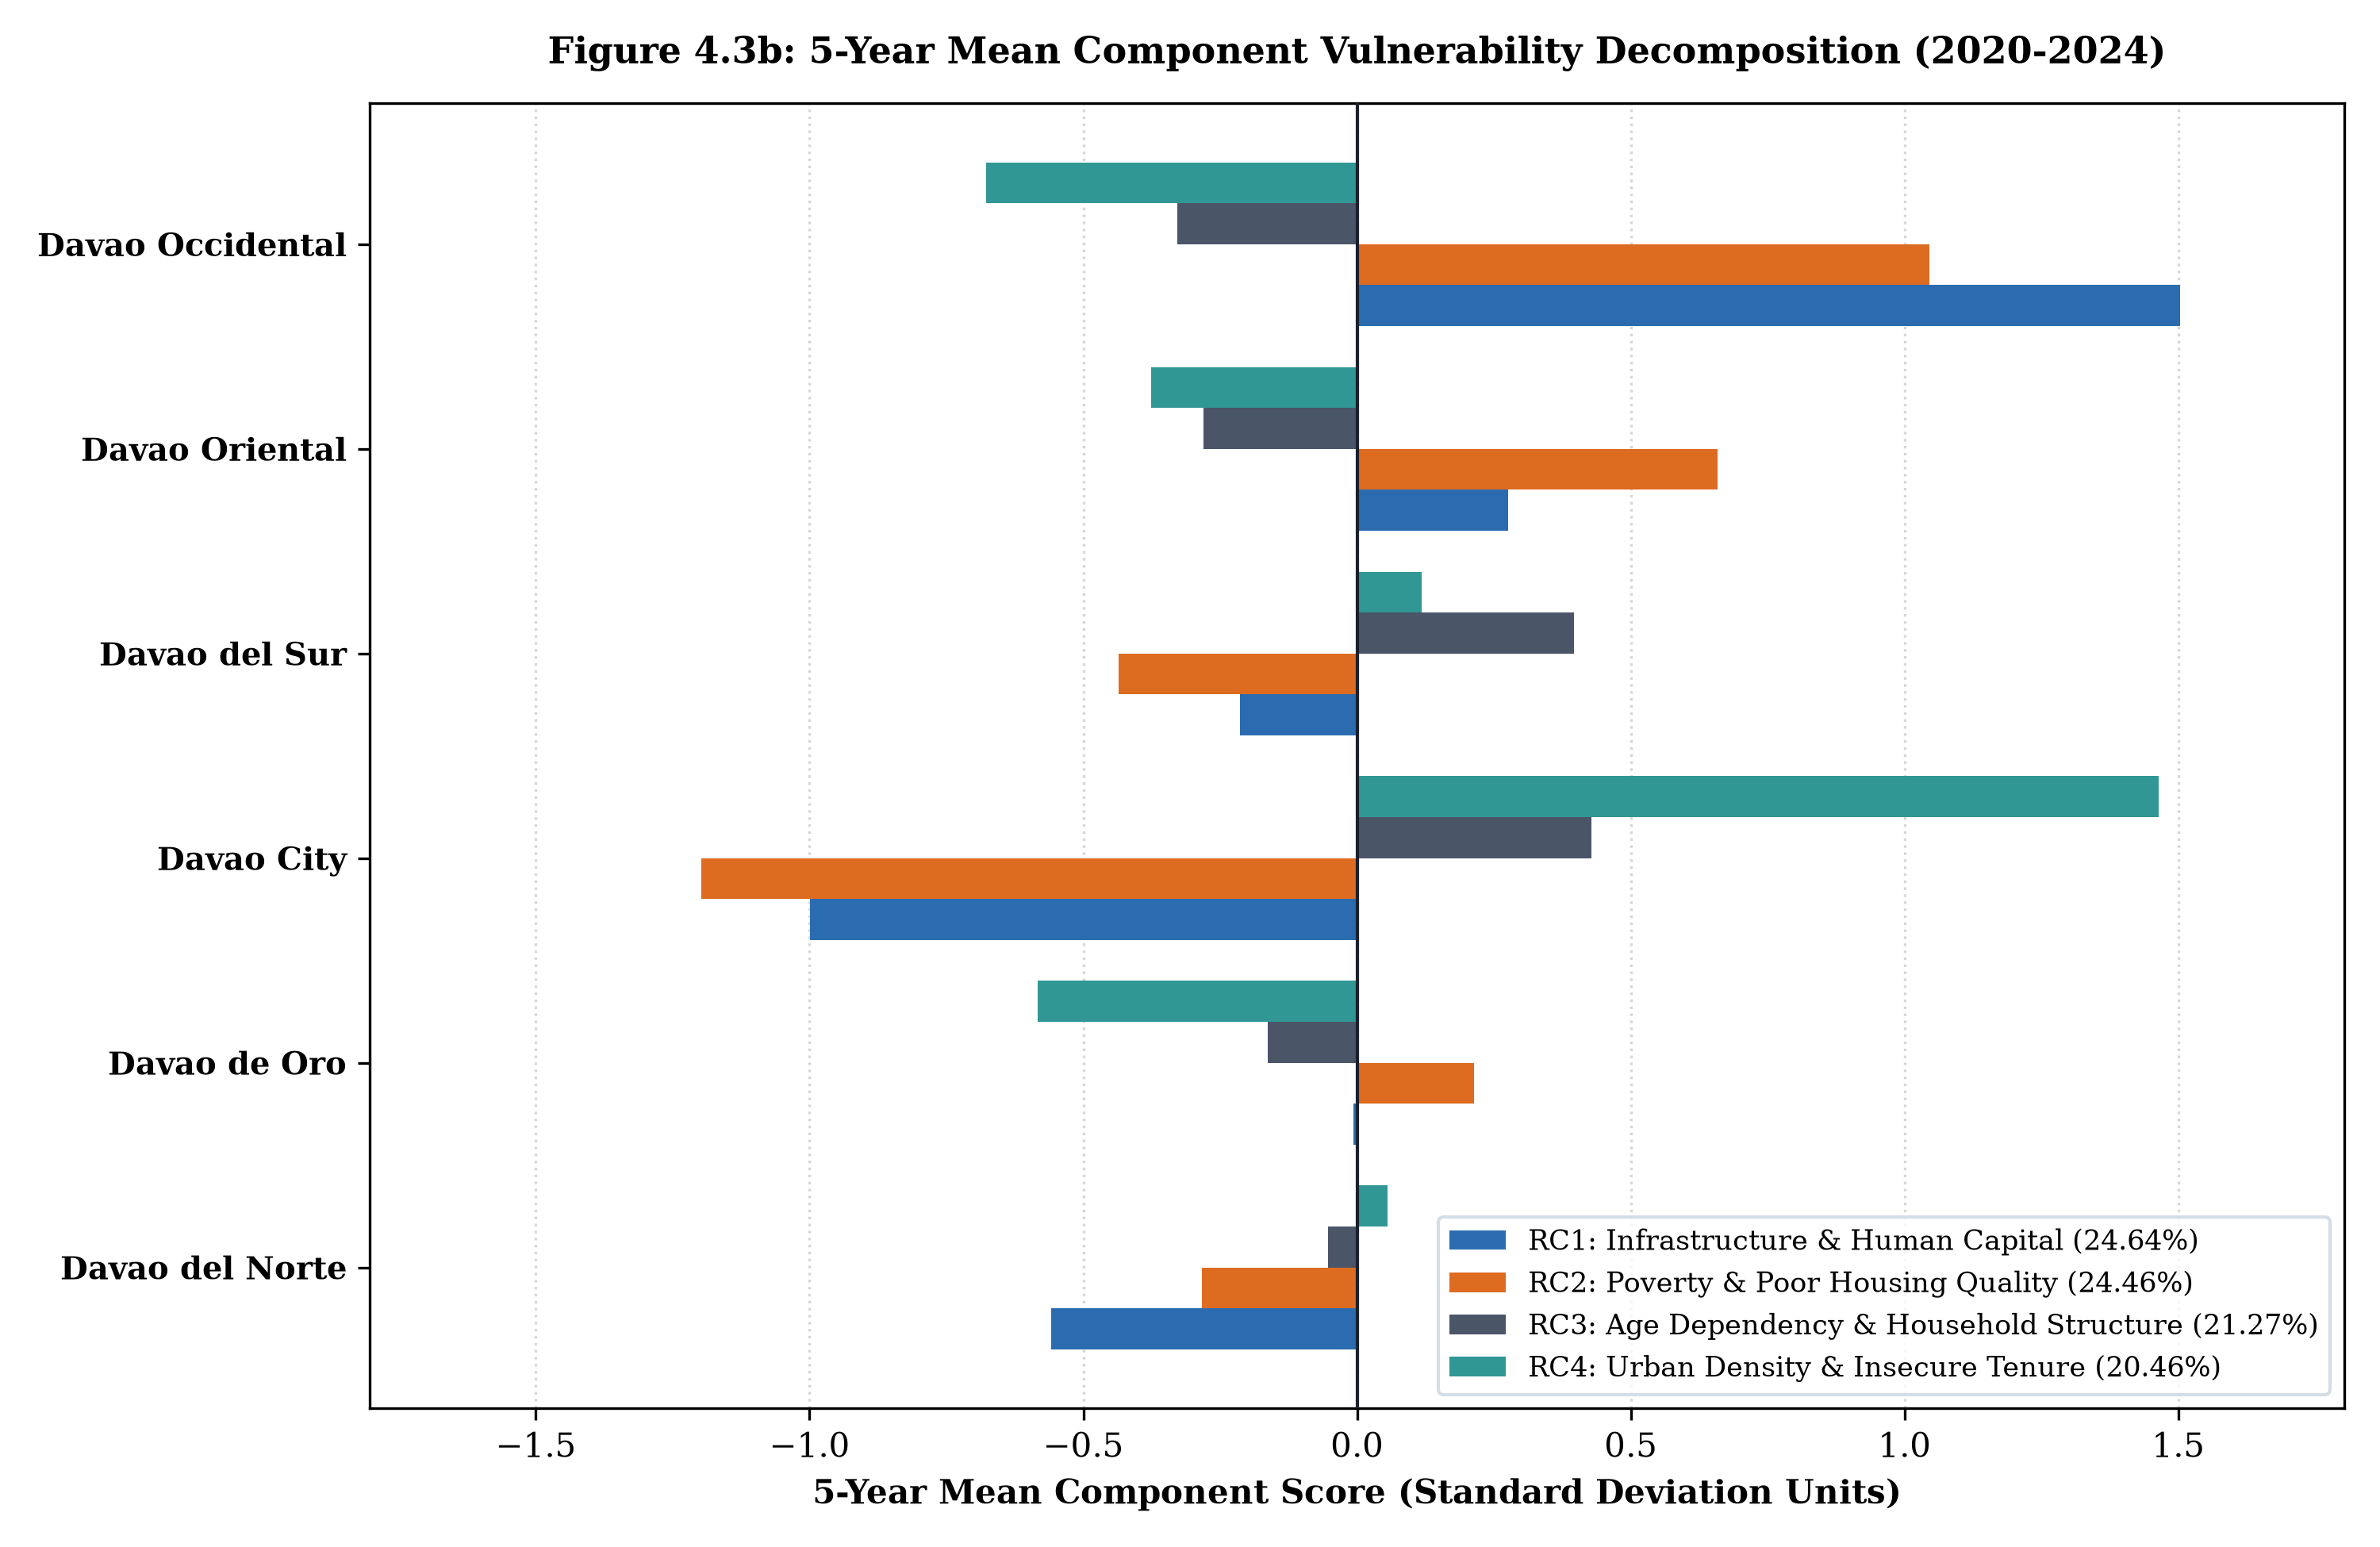 Figure 4.3b: 5-Year Mean Component Vulnerability Decomposition (2020-2024)
Davao Occidental
Davao Oriental
Davao del Sur
Davao City
Davao de Oro
Davao del Norte
RC1: Infrastructure & Human Capital (24.64%)
RC2: Poverty & Poor Housing Quality (24.46%)
RC3: Age Dependency & Household Structure (21.27%)
RC4: Urban Density & Insecure Tenure (20.46%)
−1.5 −1.0 −0.5 0.0 0.5 1.0 1.5
5-Year Mean Component Score (Standard Deviation Units)